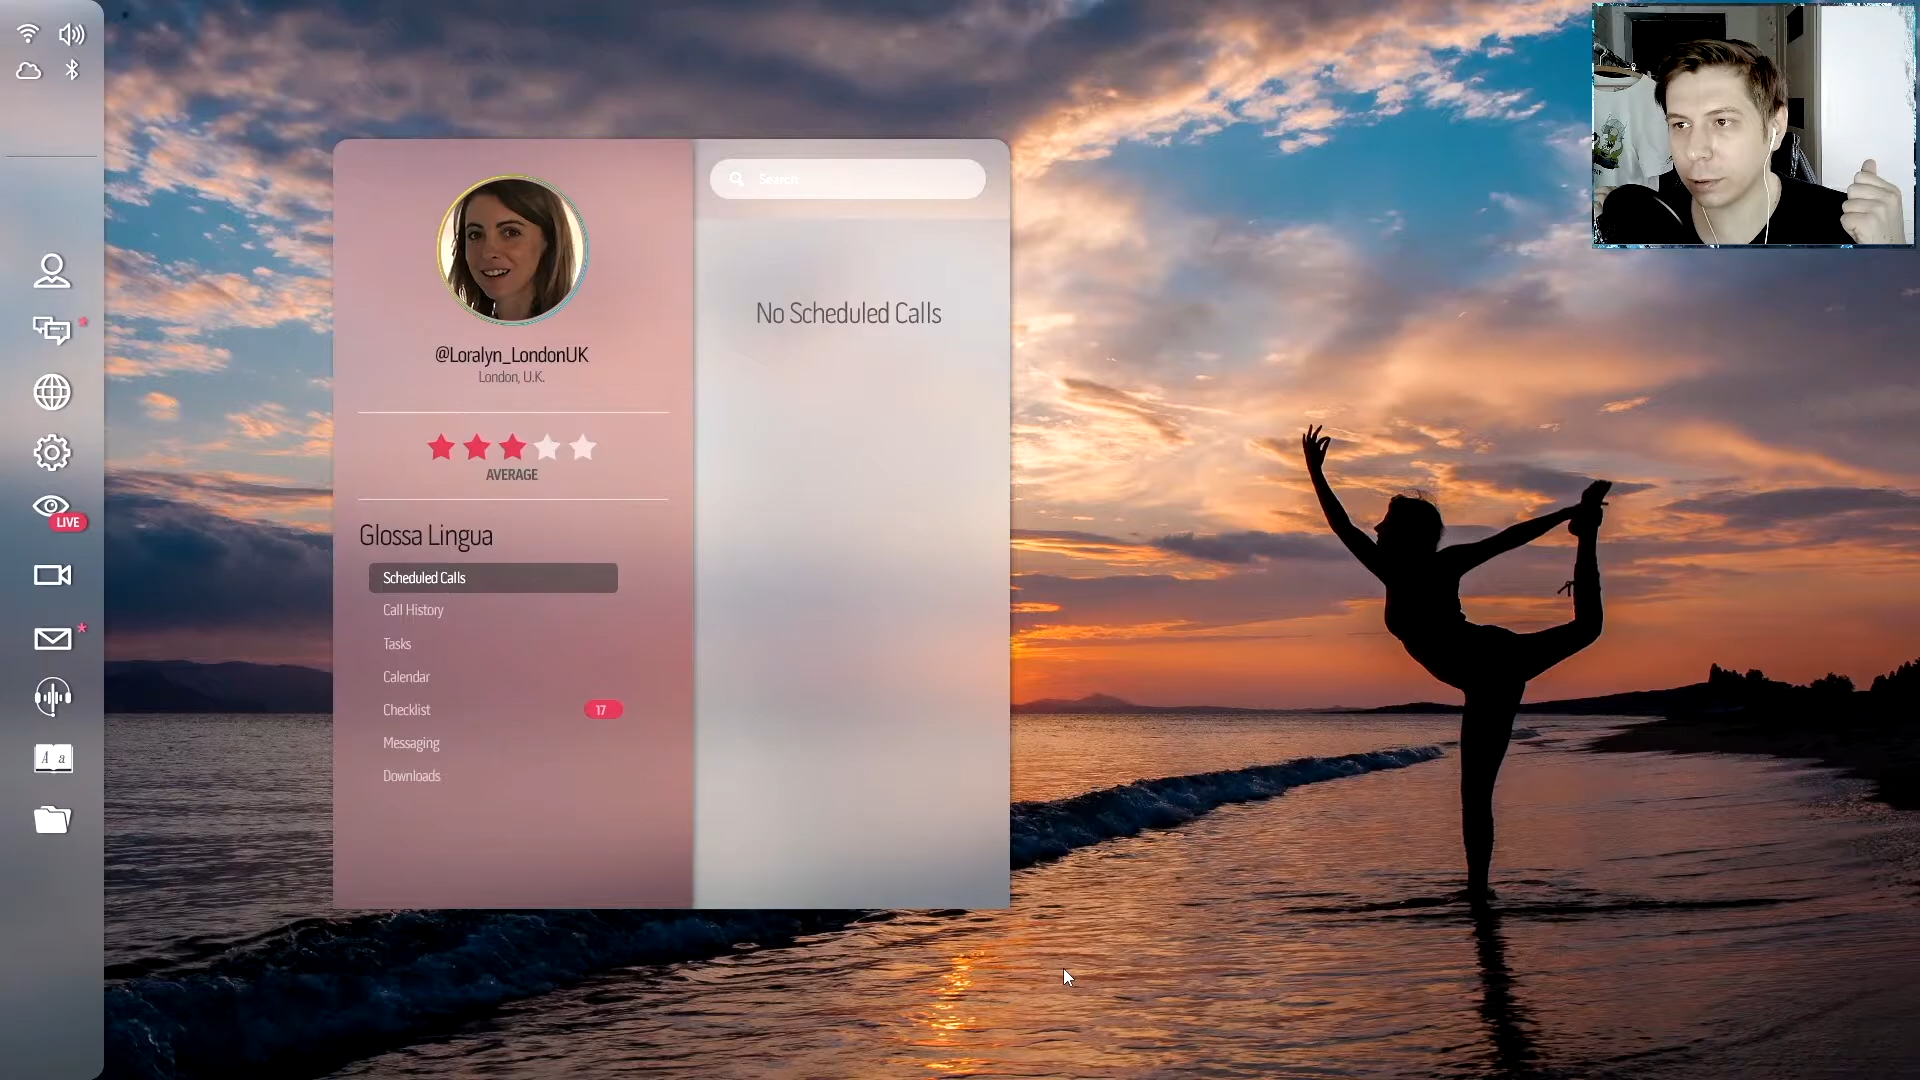 LIVE
A a
@Loralyn_LondonUK
London, U.K.
AVERAGE
Glossa Lingua
Scheduled Calls
Call History
Tasks
Calendar
Checklist 17
Messaging
Downloads
Search
No Scheduled Calls